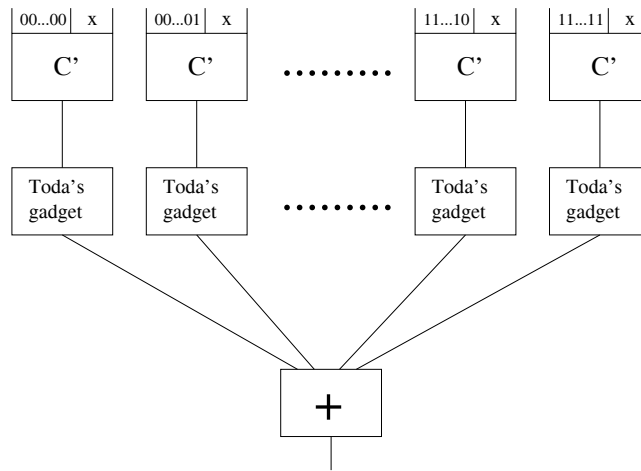 00...00 x 00...01 x 11...10 x 11...11 x
C' C' ......... C' C'
Toda's Toda's Toda's Toda's
gadget gadget ......... gadget gadget
+